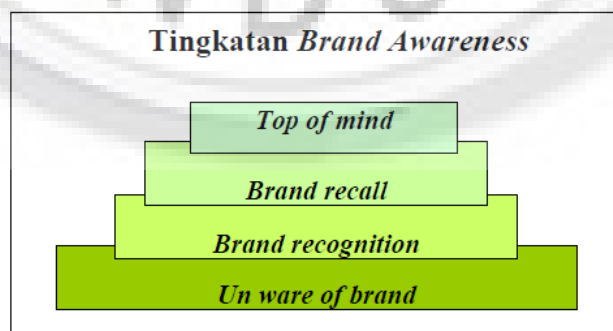 Tingkatan Brand Awareness
Top of mind
Brand recall
Brand recognition
Un ware of brand